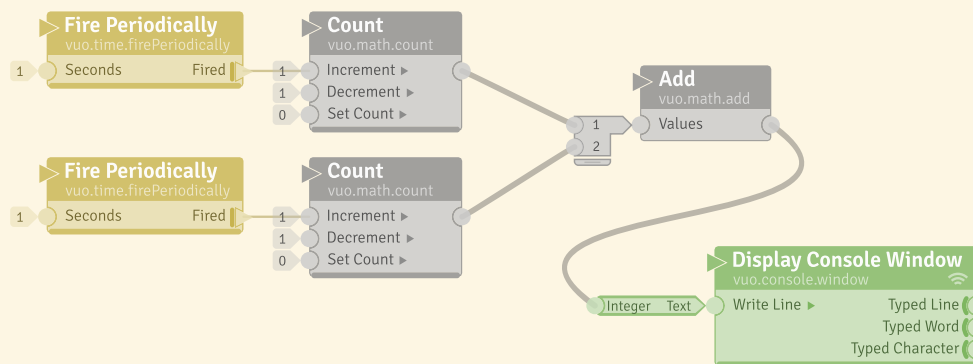 Fire Periodically
vuo.time.firePeriodically
1 Seconds Fired
Count
vuo.math.count
1 Increment
1 Decrement
0 Set Count
Add
vuo.math.add
Values
1
2
Fire Periodically
vuo.time.firePeriodically
1 Seconds Fired
Count
vuo.math.count
1 Increment
1 Decrement
0 Set Count
Display Console Window
vuo.console.window
Integer Text
Write Line Typed Line
Typed Word
Typed Character